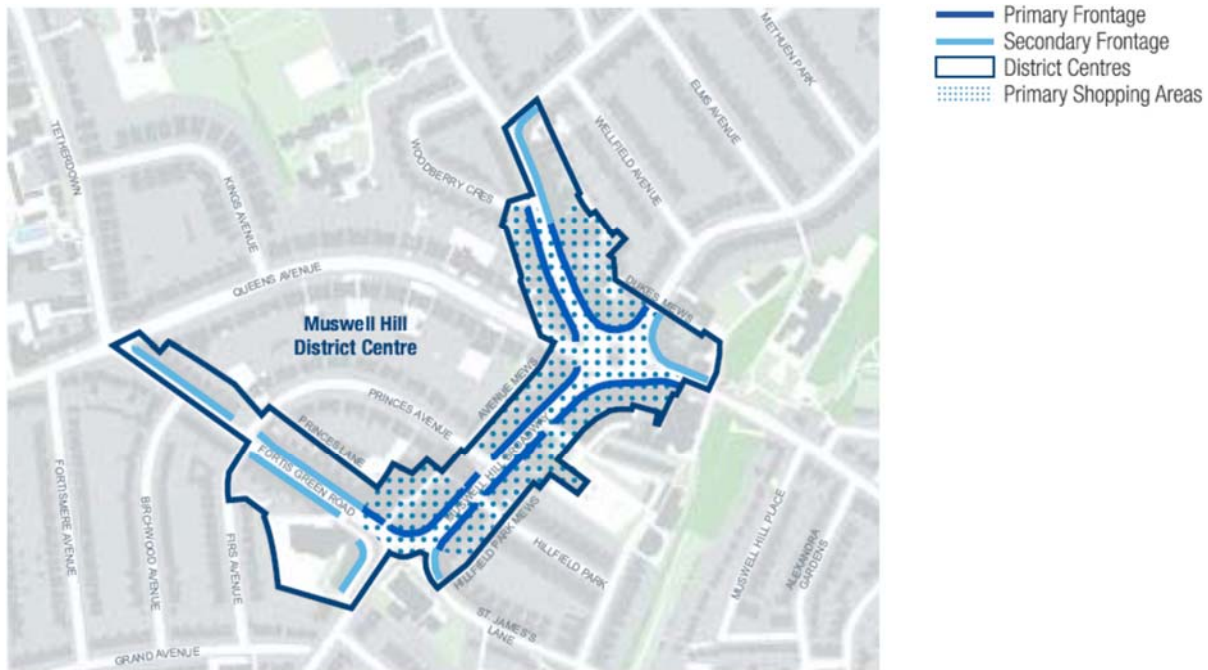 Primary Frontage
Secondary Frontage
District Centres
Primary Shopping Areas
METHUEN PARK
ELMS AVENUE
WELLFIELD AVENUE
TETHERDOWN
WOODBERRY CRES
KINGS AVENUE
QUEENS AVENUE
DUKES MEWS
Muswell Hill
District Centre
AVENUE MEWS
PRINCES AVENUE
PRINCES LANE
MUSWELL HILL BROADWAY
FORTIS GREEN ROAD
FORTISMERE AVENUE
BIRCHWOOD AVENUE
FIRS AVENUE
HILLFIELD PARK MEWS
HILLFIELD PARK
MUSWELL HILL PLACE
ALEXANDRA
GARDENS
ST. JAMES'S
LANE
GRAND AVENUE